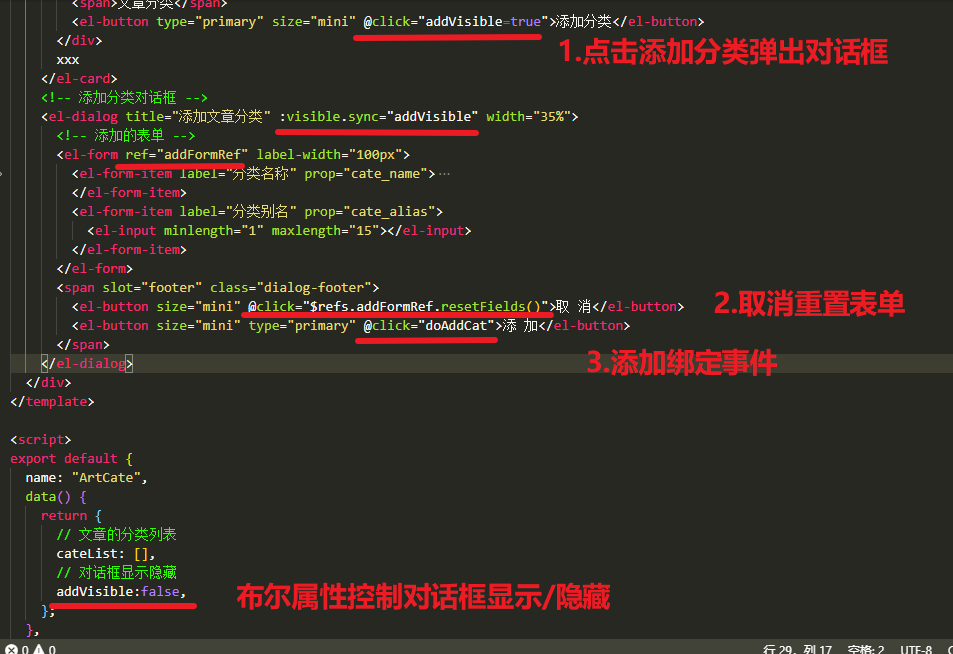 <span>文章分类</span>
<el-button type="primary" size="mini" @click="addVisible=true">添加分类</el-button>
1.点击添加分类弹出对话框
</div>
xxx
</el-card>
<!-- 添加分类对话框 -->
<el-dialog title="添加文章分类" :visible.sync="addVisible" width="35%">
<!-- 添加的表单 -->
<el-form ref="addFormRef" label-width="100px">
<el-form-item label="分类名称" prop="cate_name">…
</el-form-item>
<el-form-item label="分类别名" prop="cate_alias">
<el-input minlength="1" maxlength="15"></el-input>
</el-form-item>
</el-form>
<span slot="footer" class="dialog-footer">
<el-button size="mini" @click="$refs.addFormRef.resetFields()">取 消</el-button>
2.取消重置表单
<el-button size="mini" type="primary" @click="doAddCat">添 加</el-button>
</span>
3.添加绑定事件
</el-dialog>
</div>
</template>
<script>
export default {
name: "ArtCate",
data() {
return {
// 文章的分类列表
cateList: [],
// 对话框显示隐藏
addVisible:false,
布尔属性控制对话框显示/隐藏
};
},
0 0 行 29, 列 17 空格: 2 UTF-8